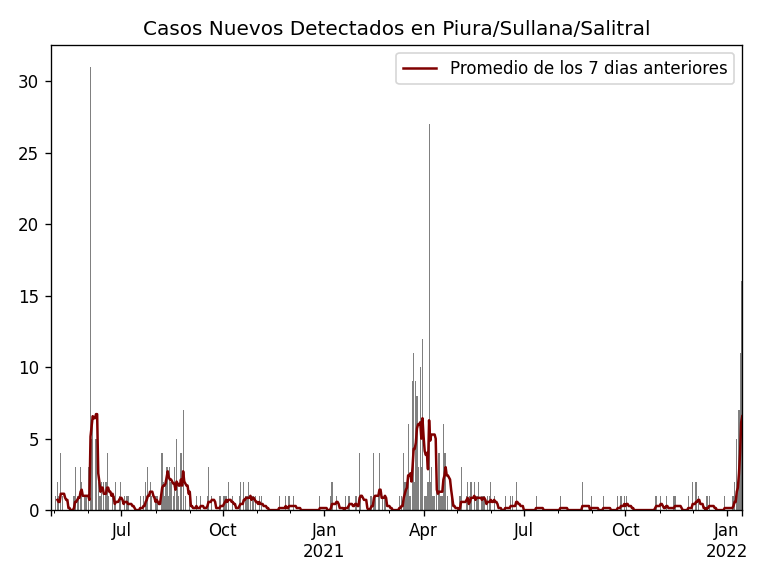 Casos Nuevos Detectados en Piura/Sullana/Salitral
Promedio de los 7 dias anteriores
30
25
20
15
10
5
0
Jul Oct Jan Apr Jul Oct Jan
2021 2022